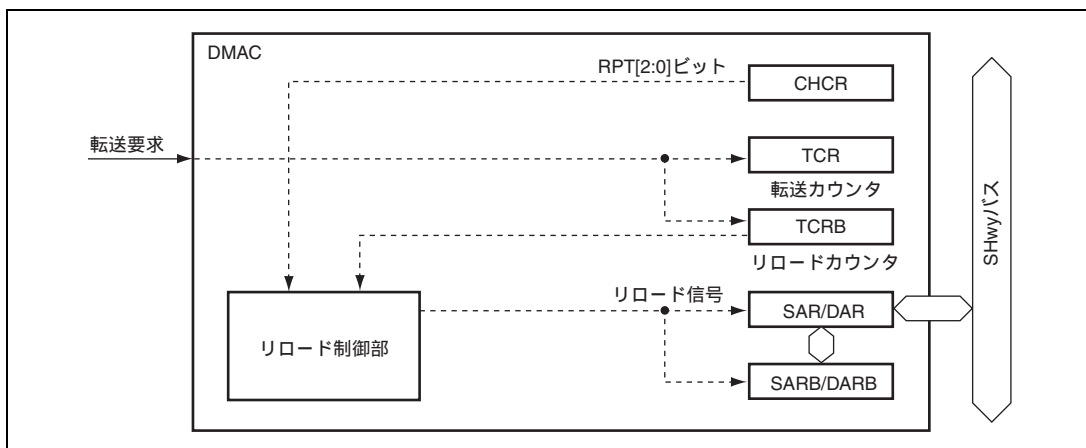 DMAC
RPT[2:0]ビット
CHCR
転送要求
TCR
転送カウンタ
TCRB
リロードカウンタ
リロード信号
SAR/DAR
リロード制御部
SARB/DARB
SHwyバス